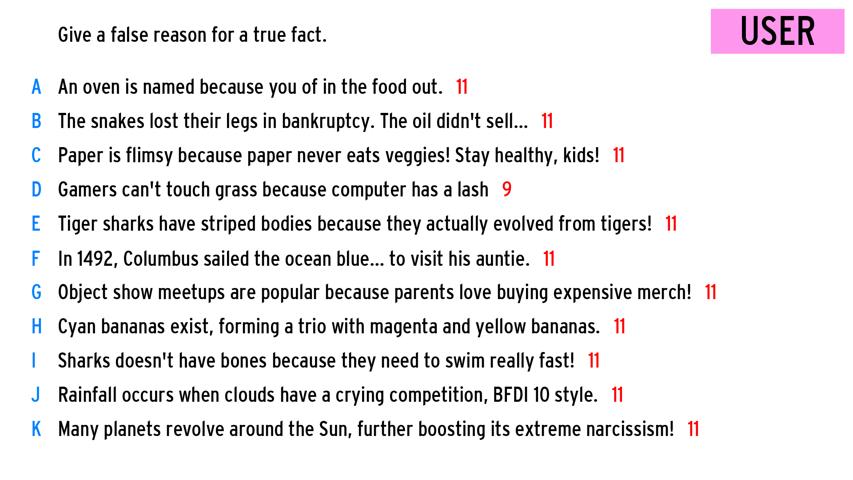 Give a false reason for a true fact.
USER
A An oven is named because you of in the food out. 11
B The snakes lost their legs in bankruptcy. The oil didn't sell... 11
C Paper is flimsy because paper never eats veggies! Stay healthy, kids! 11
D Gamers can't touch grass because computer has a lash 9
E Tiger sharks have striped bodies because they actually evolved from tigers! 11
F In 1492, Columbus sailed the ocean blue... to visit his auntie. 11
G Object show meetups are popular because parents love buying expensive merch! 11
H Cyan bananas exist, forming a trio with magenta and yellow bananas. 11
I Sharks doesn't have bones because they need to swim really fast! 11
J Rainfall occurs when clouds have a crying competition, BFDI 10 style. 11
K Many planets revolve around the Sun, further boosting its extreme narcissism! 11